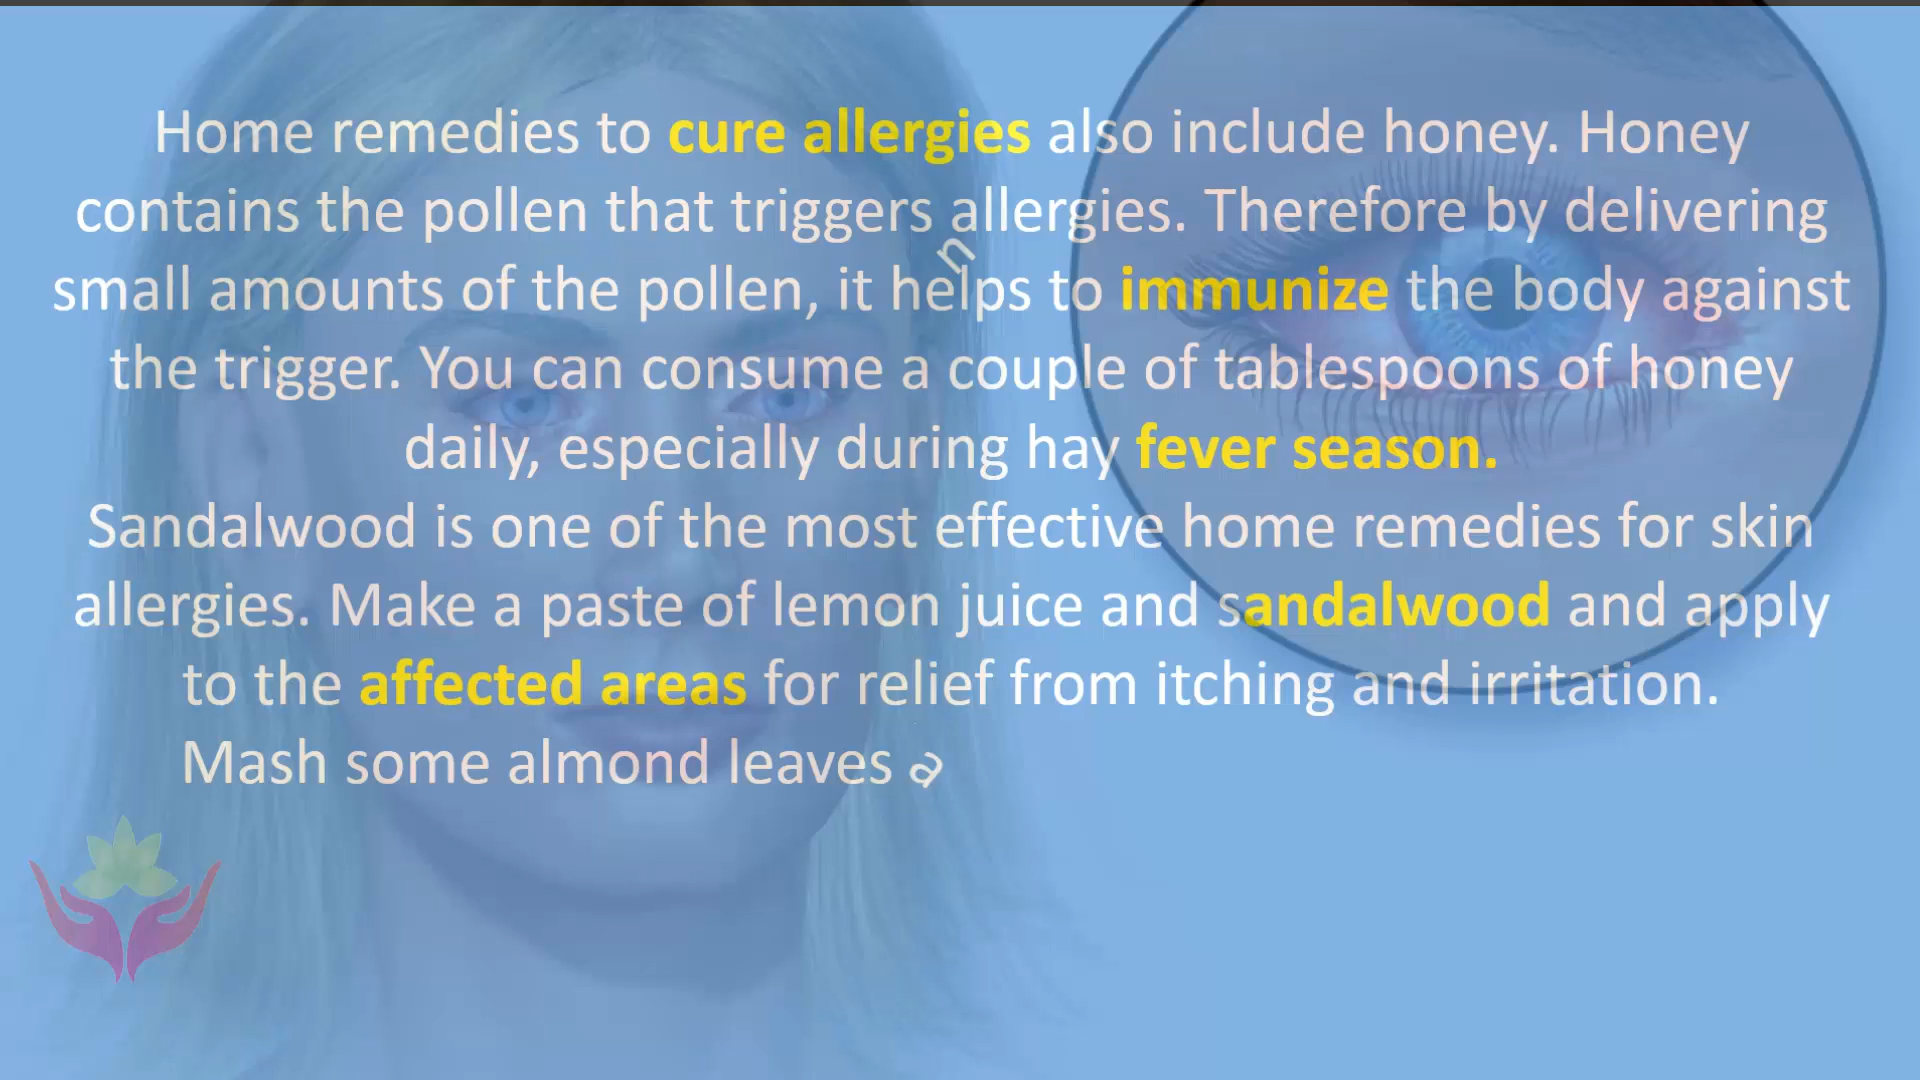 Home remedies to cure allergies also include honey. Honey
contains the pollen that triggers allergies. Therefore by delivering
small amounts of the pollen, it helps to immunize the body against
the trigger. You can consume a couple of tablespoons of honey
daily, especially during hay fever season.
Sandalwood is one of the most effective home remedies for skin
allergies. Make a paste of lemon juice and sandalwood and apply
to the affected areas for relief from itching and irritation.
Mash some almond leaves a
n